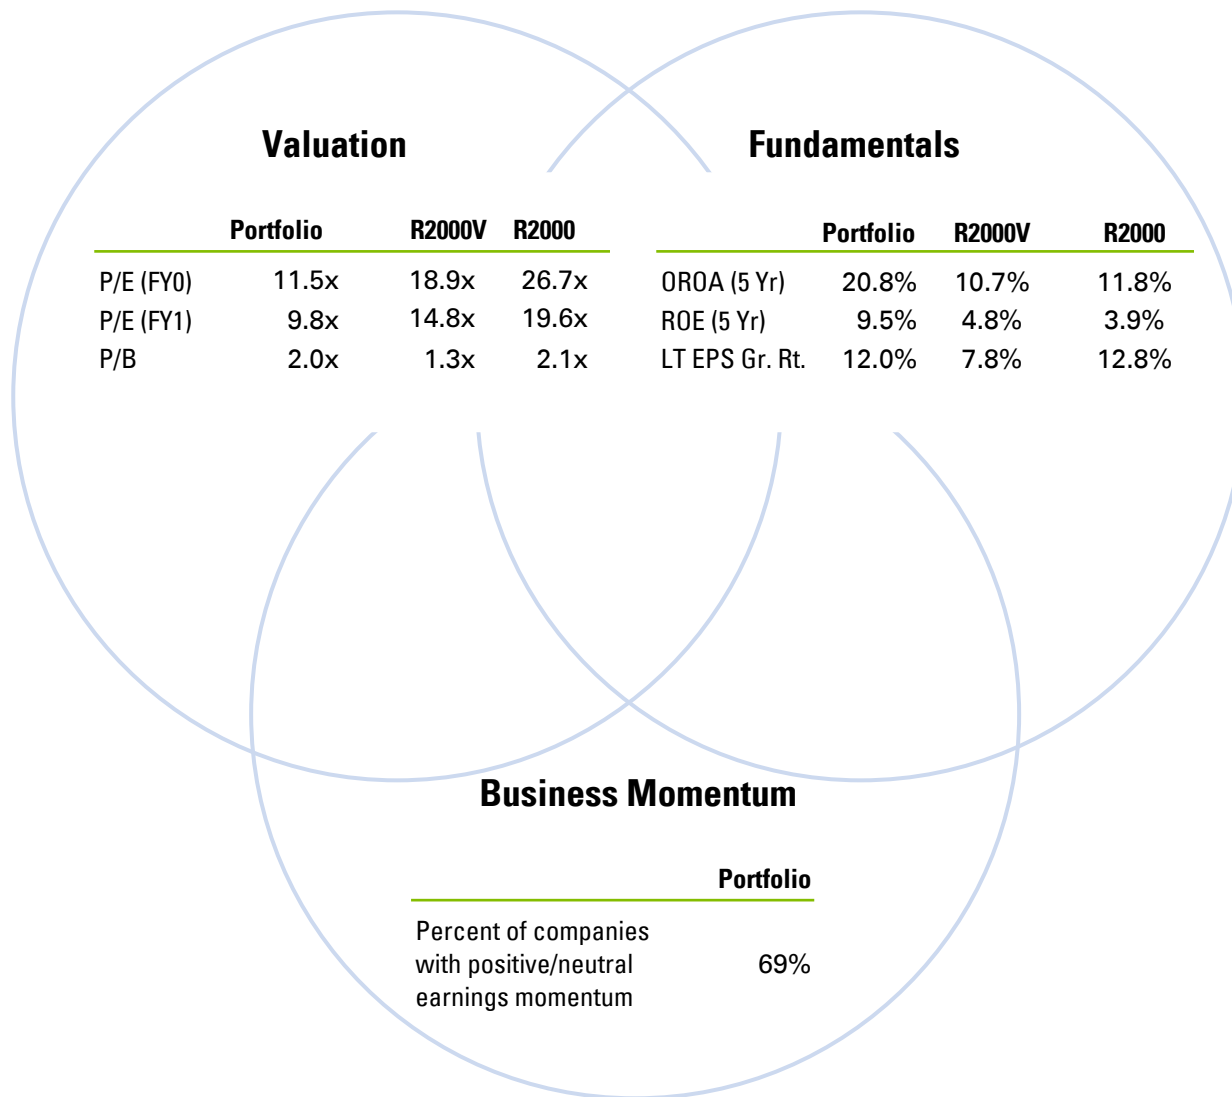 Valuation
Portfolio R2000V R2000
P/E (FY0) 11.5x 18.9x 26.7x
P/E (FY1) 9.8x 14.8x 19.6x
P/B 2.0x 1.3x 2.1x
Fundamentals
Portfolio R2000V R2000
OROA (5 Yr) 20.8% 10.7% 11.8%
ROE (5 Yr) 9.5% 4.8% 3.9%
LT EPS Gr. Rt. 12.0% 7.8% 12.8%
Business Momentum
Portfolio
Percent of companies
with positive/neutral 69%
earnings momentum